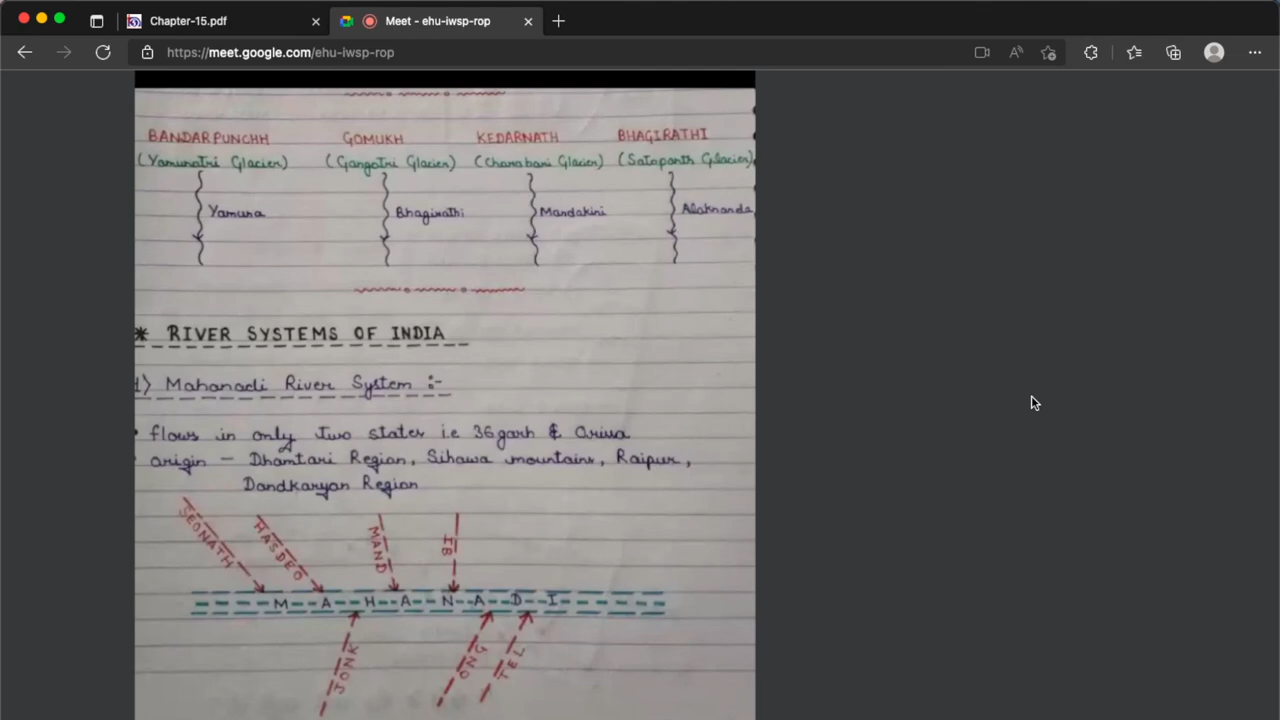 Chapter-15.pdf
Meet - ehu-iwsp-rop
https://meet.google.com/ehu-iwsp-rop
BANDARPUNCHH GOMUKH KEDARNATH BHAGIRATHI
(Yamunotri Glacier) (Gangotri Glacier) (Chorabari Glacier) (Satopanth Glacier)
Yamuna Bhagirathi Mandakini Alaknanda
* RIVER SYSTEMS OF INDIA
1) Mahanadi River System :-
• flows in only two states i.e 36garh & Orissa
• origin - Dhamtari Region, Sihawa mountains, Raipur,
Dandkaryan Region
SEONATH HASDEO MAND IB
MAHANADI
JONK ONG TEL